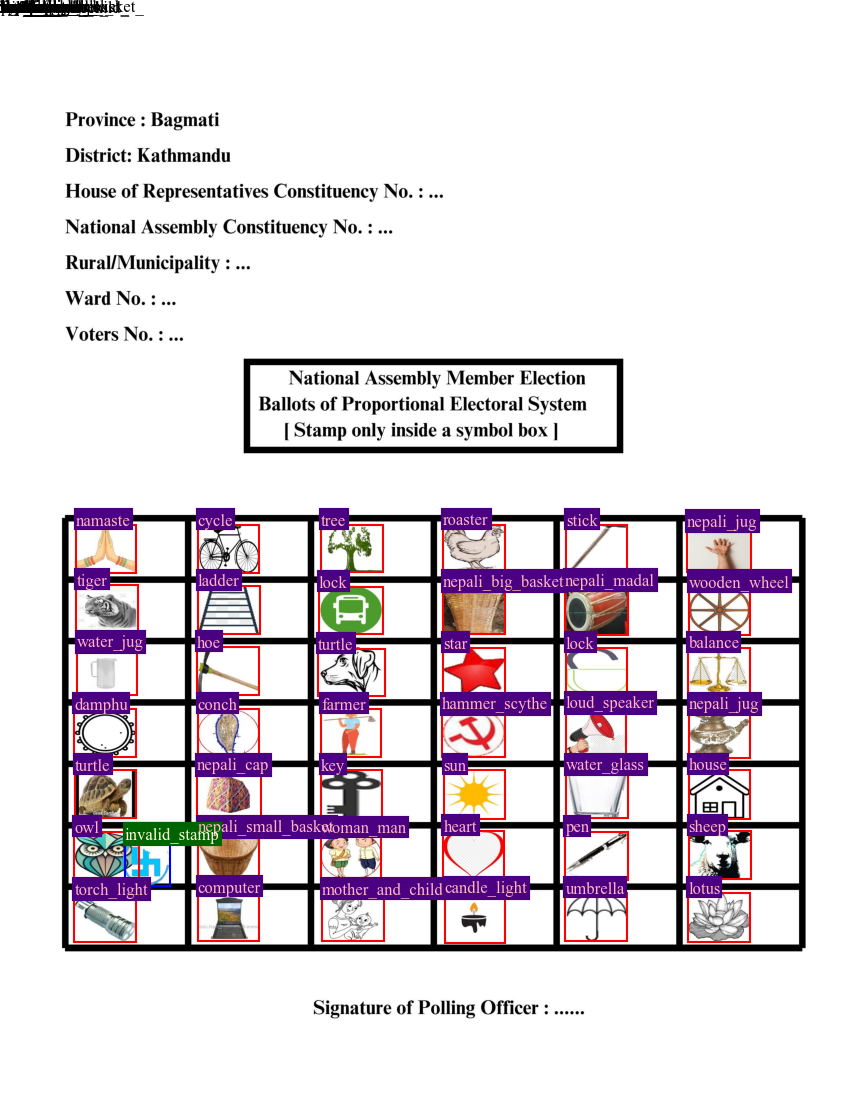 Province : Bagmati
District: Kathmandu
House of Representatives Constituency No. : ...
National Assembly Constituency No. : ...
Rural/Municipality : ...
Ward No. : ...
Voters No. : ...
National Assembly Member Election
Ballots of Proportional Electoral System
[ Stamp only inside a symbol box ]
namaste cycle tree roaster stick nepali_jug
tiger ladder lock nepali_big_basket nepali_madal wooden_wheel
water_jug hoe turtle star lock balance
damphu conch farmer hammer_scythe loud_speaker nepali_jug
turtle nepali_cap key sun water_glass house
owl invalid_stamp nepali_small_basket woman_man heart pen sheep
torch_light computer mother_and_child candle_light umbrella lotus
Signature of Polling Officer : ......